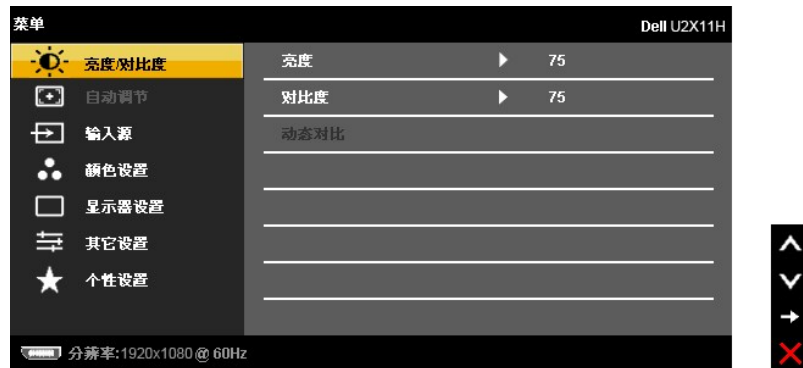 菜单
Dell U2X11H
亮度/对比度
亮度 75
自动调节
对比度 75
输入源
动态对比
颜色设置
显示器设置
其它设置
个性设置
分辨率:1920x1080 @ 60Hz